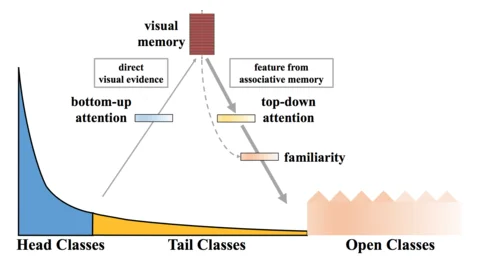 visual
memory
direct
visual evidence
feature from
associative memory
bottom-up
attention
top-down
attention
familiarity
Head Classes
Tail Classes
Open Classes